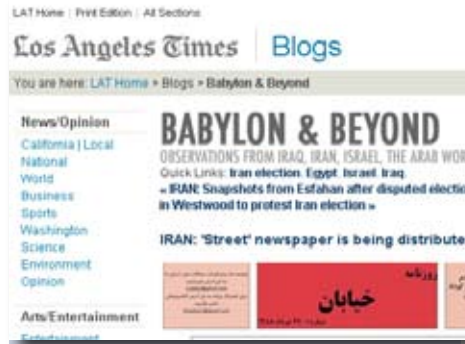 LAT Home | Print Edition | All Sections
Los Angeles Times Blogs
You are here: LAT Home > Blogs > Babylon & Beyond
News/Opinion
California | Local
National
World
Business
Sports
Washington
Science
Environment
Opinion
Arts/Entertainment
Entertainment
BABYLON & BEYOND
OBSERVATIONS FROM IRAQ, IRAN, ISRAEL, THE ARAB WOR
Quick Links: Iran election, Egypt, Israel, Iraq.
« IRAN: Snapshots from Esfahan after disputed electio
in Westwood to protest Iran election »
IRAN: 'Street' newspaper is being distribute
روزنامه
خیابان